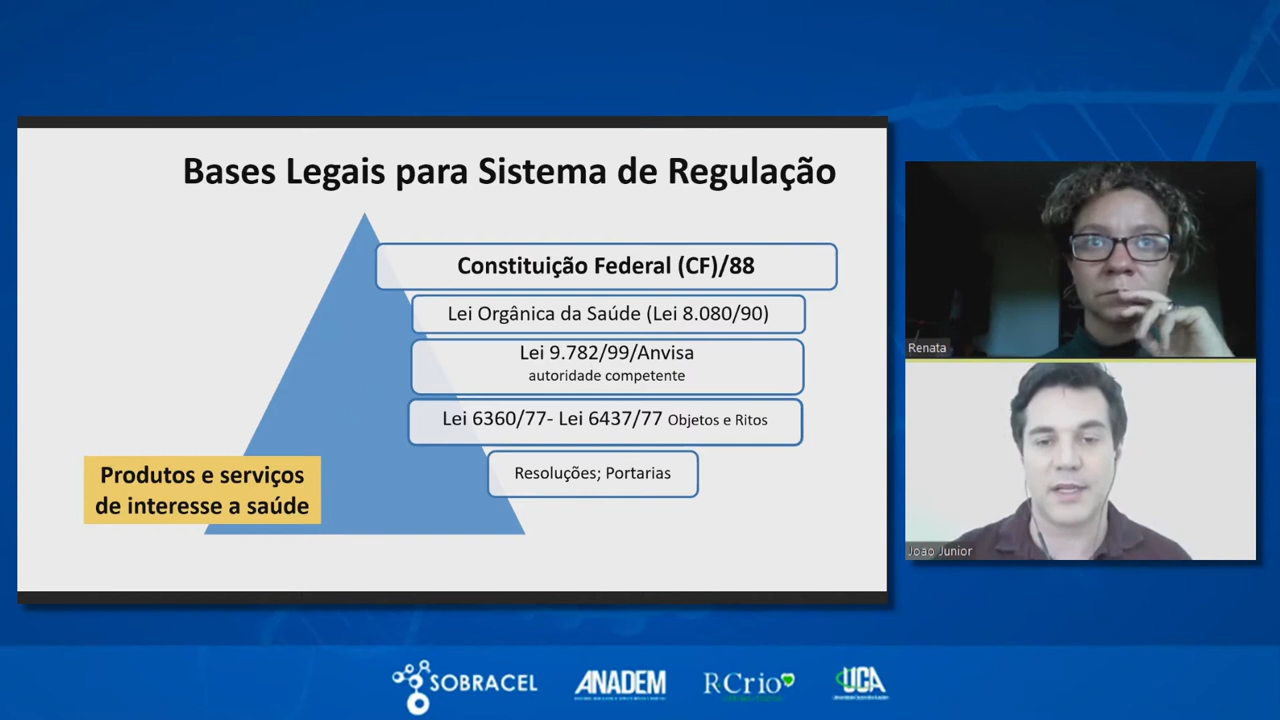 Bases Legais para Sistema de Regulação
Constituição Federal (CF)/88
Lei Orgânica da Saúde (Lei 8.080/90)
Lei 9.782/99/Anvisa
autoridade competente
Lei 6360/77- Lei 6437/77 Objetos e Ritos
Resoluções; Portarias
Produtos e serviços
de interesse a saúde
Renata
Joao Junior
SOBRACEL
ANADEM
RCrio
UCA